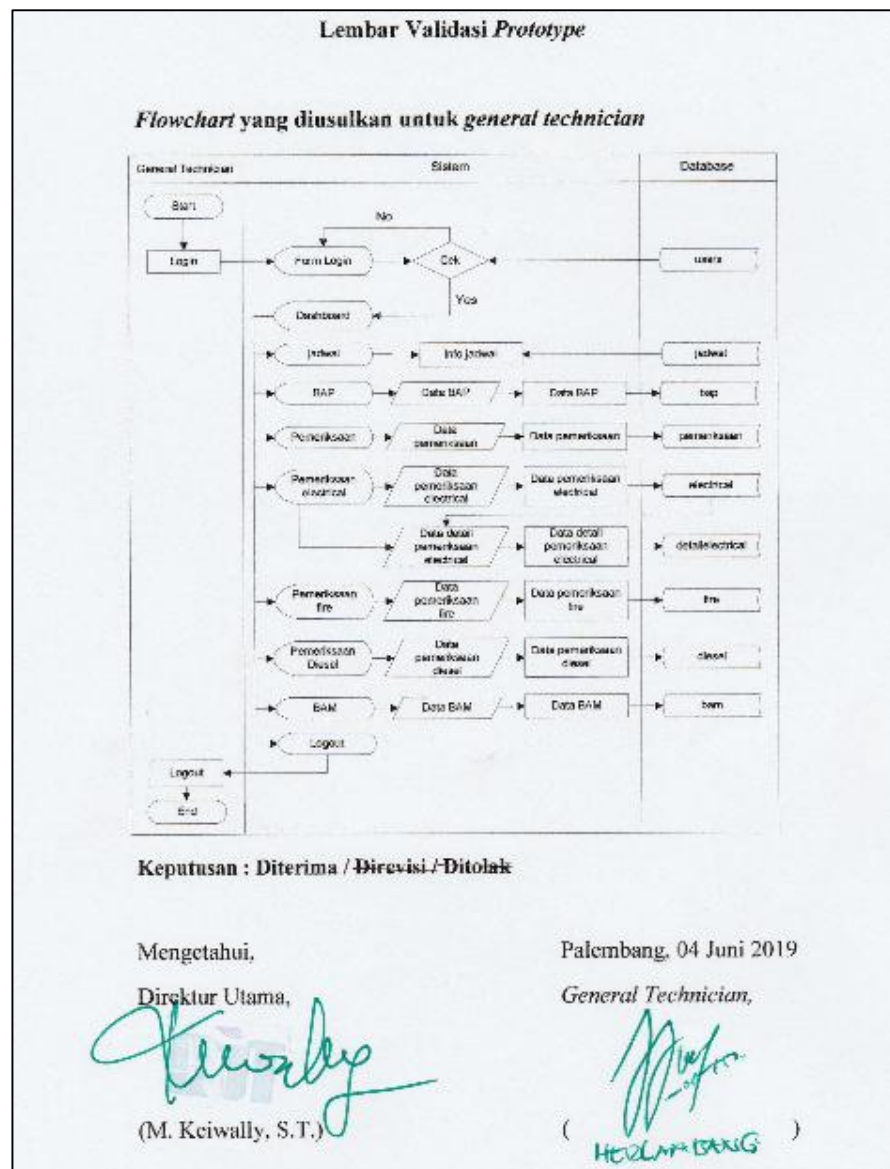 Lembar Validasi Prototype
Flowchart yang diusulkan untuk general technician
General Technician Sistem Database
Start
No
Login Form Login Cek users
Yes
Dashboard
jadwal Info jadwal jadwal
BAP Data BAP Data BAP bap
Pemeriksaan Data pemeriksaan Data pemeriksaan pemeriksaan
Pemeriksaan electrical Data pemeriksaan electrical Data pemeriksaan electrical electrical
Data detail pemeriksaan electrical Data detail pemeriksaan electrical detailelectrical
Pemeriksaan fire Data pemeriksaan fire Data pemeriksaan fire fire
Pemeriksaan Diesel Data pemeriksaan diesel Data pemeriksaan diesel diesel
BAM Data BAM Data BAM bam
Logout
Logout
End
Keputusan : Diterima / Direvisi / Ditolak
Mengetahui, Palembang, 04 Juni 2019
Direktur Utama, General Technician,
(M. Keiwally, S.T.) ( HERLAMBANG )